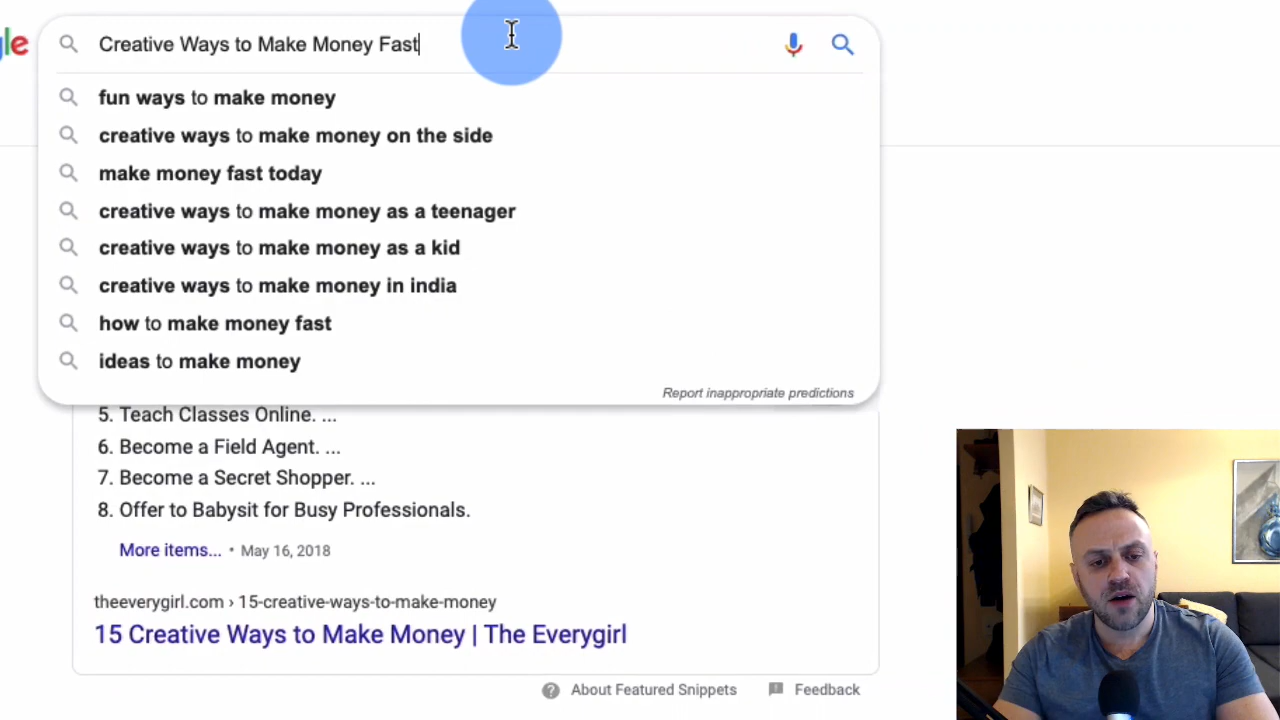 le
Creative Ways to Make Money Fast
fun ways to make money
creative ways to make money on the side
make money fast today
creative ways to make money as a teenager
creative ways to make money as a kid
creative ways to make money in india
how to make money fast
ideas to make money
Report inappropriate predictions
5. Teach Classes Online. ...
6. Become a Field Agent. ...
7. Become a Secret Shopper. ...
8. Offer to Babysit for Busy Professionals.
More items... • May 16, 2018
theeverygirl.com › 15-creative-ways-to-make-money
15 Creative Ways to Make Money | The Everygirl
About Featured Snippets Feedback